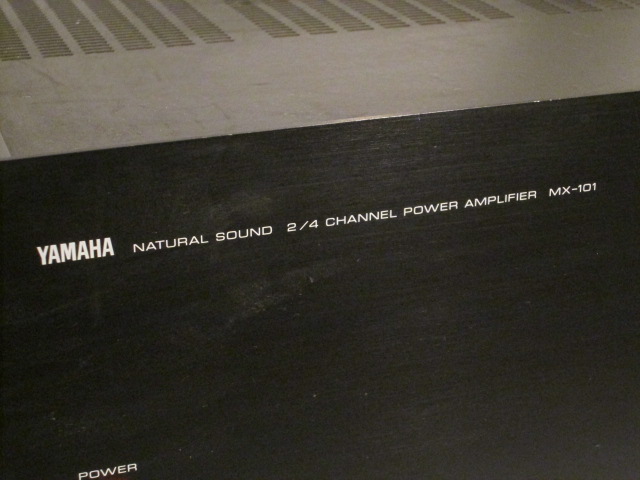 YAMAHA NATURAL SOUND 2/4 CHANNEL POWER AMPLIFIER MX-101
POWER